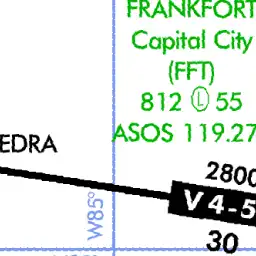 FRANKFORT
Capital City
(FFT)
812 Ⓛ 55
ASOS 119.27
EDRA
2800
V 4-5
W85°
30